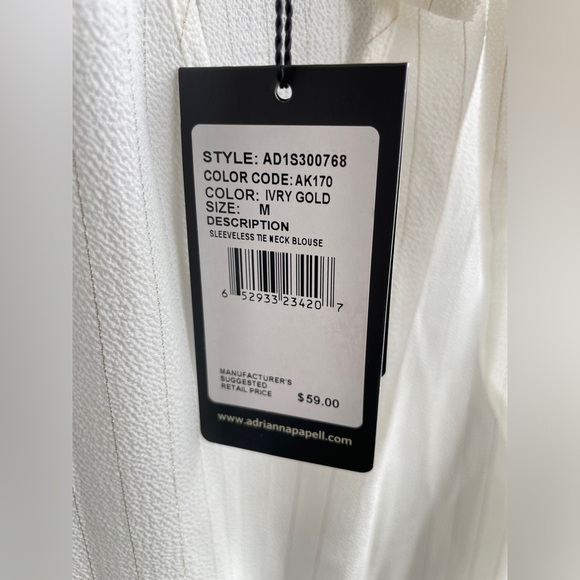 STYLE: AD1S300768
COLOR CODE: AK170
COLOR: IVRY GOLD
SIZE: M
DESCRIPTION
SLEEVELESS TIE NECK BLOUSE
6 52933 23420 7
MANUFACTURER'S
SUGGESTED
RETAIL PRICE
$59.00
www.adriannapapell.com